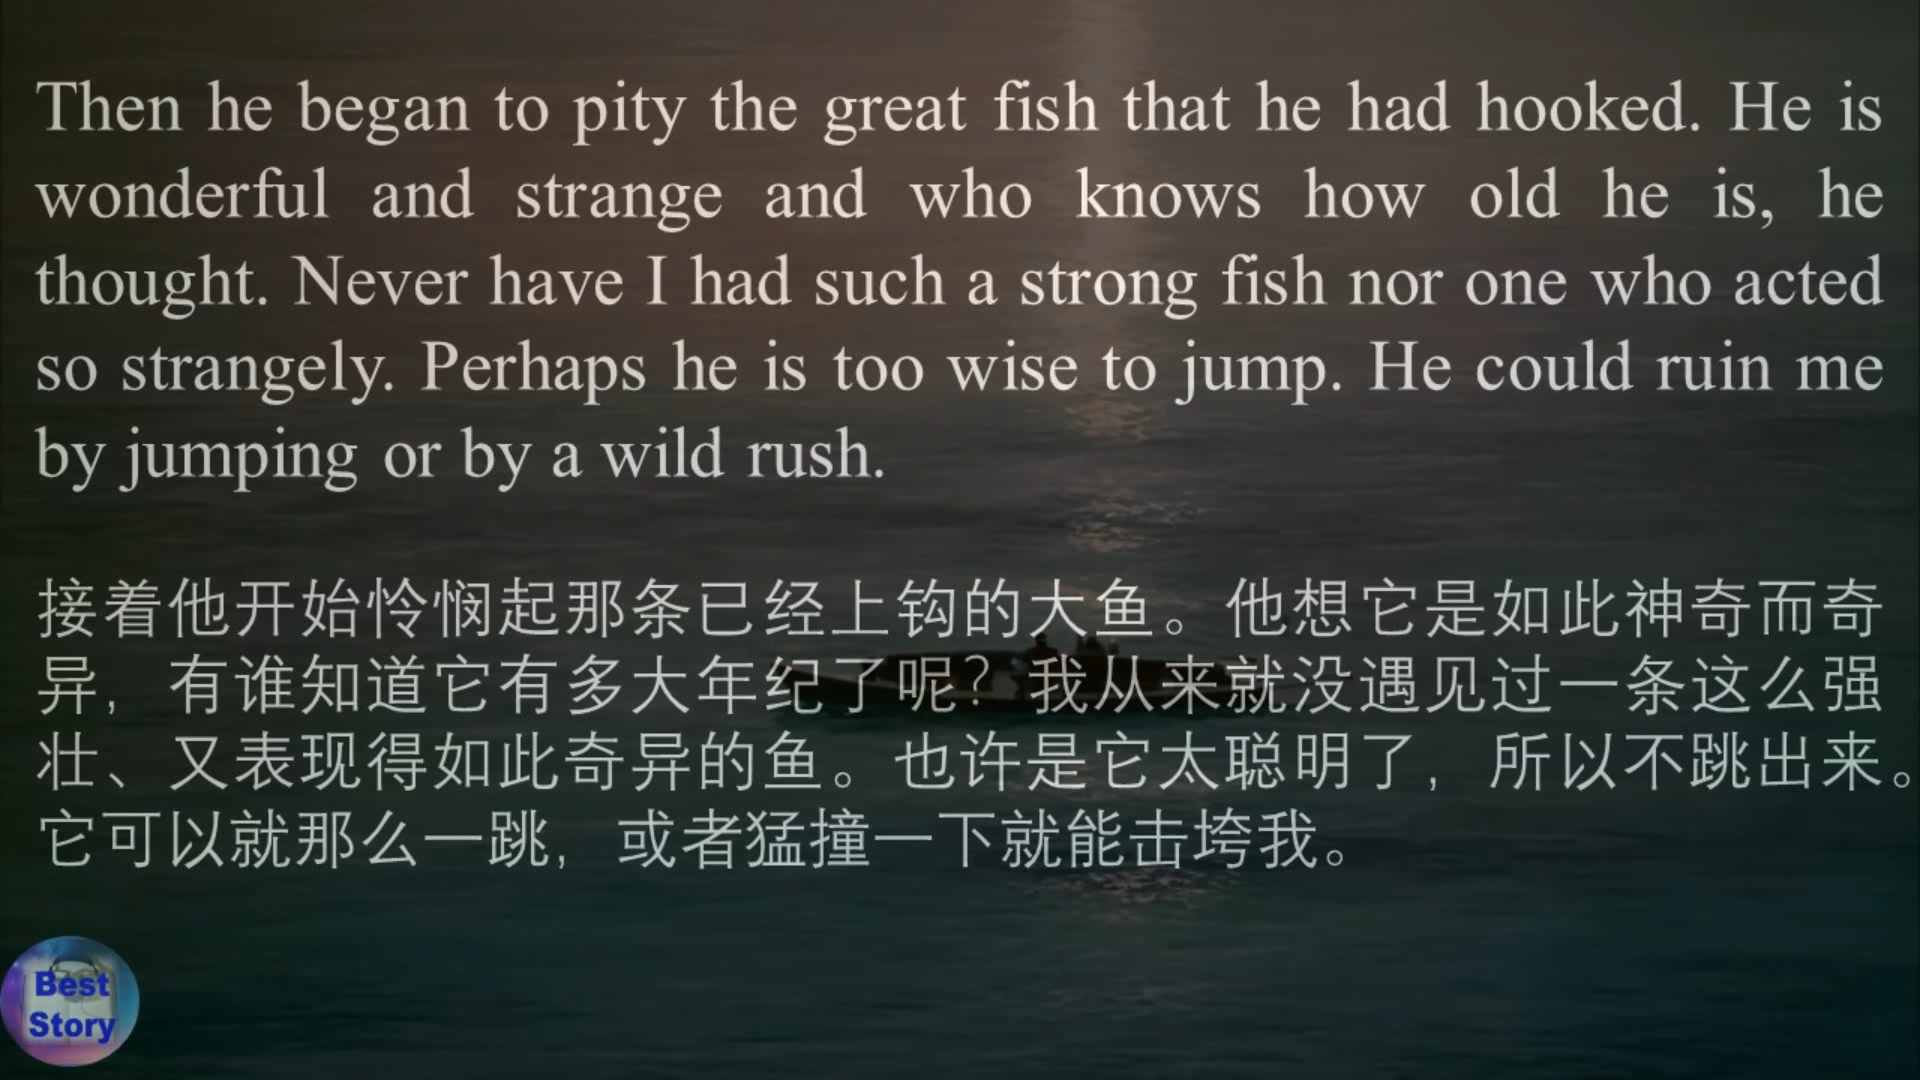 Then he began to pity the great fish that he had hooked. He is
wonderful and strange and who knows how old he is, he
thought. Never have I had such a strong fish nor one who acted
so strangely. Perhaps he is too wise to jump. He could ruin me
by jumping or by a wild rush.
接着他开始怜悯起那条已经上钩的大鱼。他想它是如此神奇而奇
异，有谁知道它有多大年纪了呢？我从来就没遇见过一条这么强
壮、又表现得如此奇异的鱼。也许是它太聪明了，所以不跳出来。
它可以就那么一跳，或者猛撞一下就能击垮我。
Best
Story